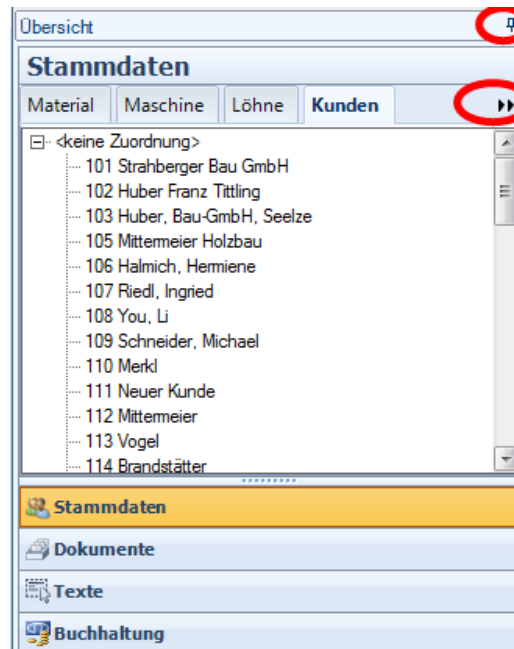 Übersicht
Stammdaten
Material Maschine Löhne Kunden
<keine Zuordnung>
101 Strahberger Bau GmbH
102 Huber Franz Tittling
103 Huber, Bau-GmbH, Seelze
105 Mittermeier Holzbau
106 Halmich, Hermiene
107 Riedl, Ingried
108 You, Li
109 Schneider, Michael
110 Merkl
111 Neuer Kunde
112 Mittermeier
113 Vogel
114 Brandstätter
Stammdaten
Dokumente
Texte
Buchhaltung